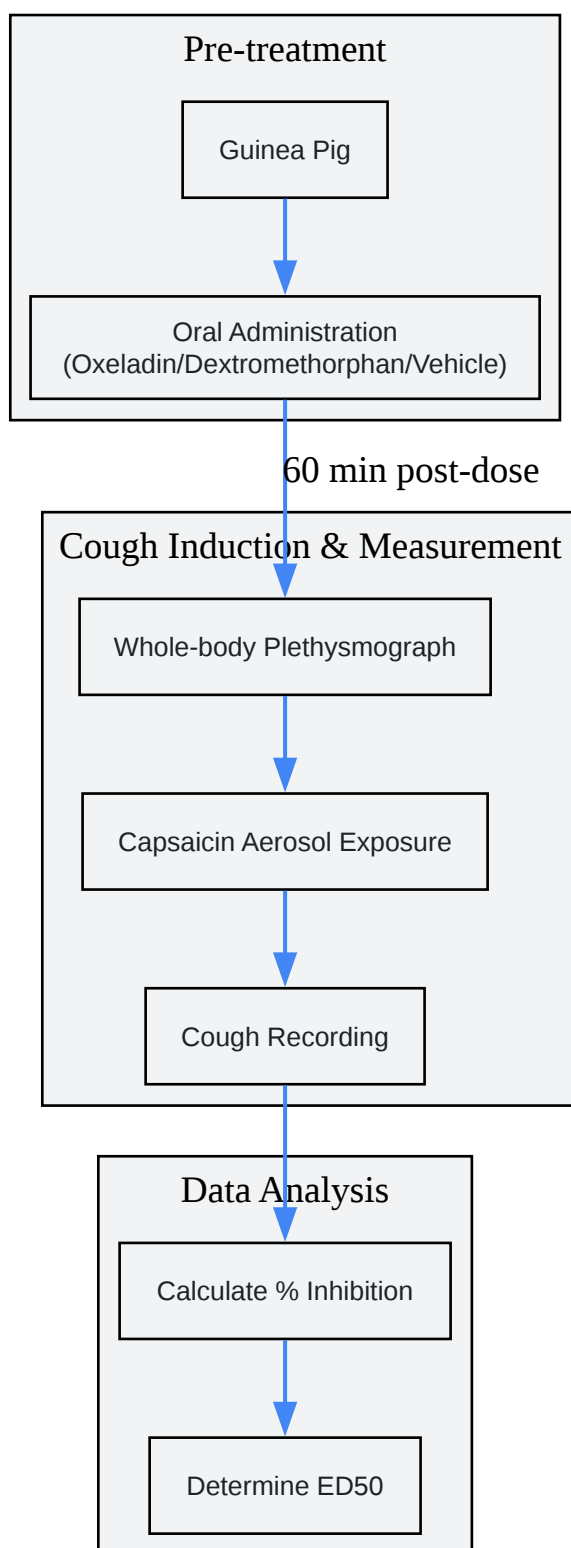 Pre-treatment
Guinea Pig
Oral Administration
(Oxeladin/Dextromethorphan/Vehicle)
60 min post-dose
Cough Induction & Measurement
Whole-body Plethysmograph
Capsaicin Aerosol Exposure
Cough Recording
Data Analysis
Calculate % Inhibition
Determine ED50